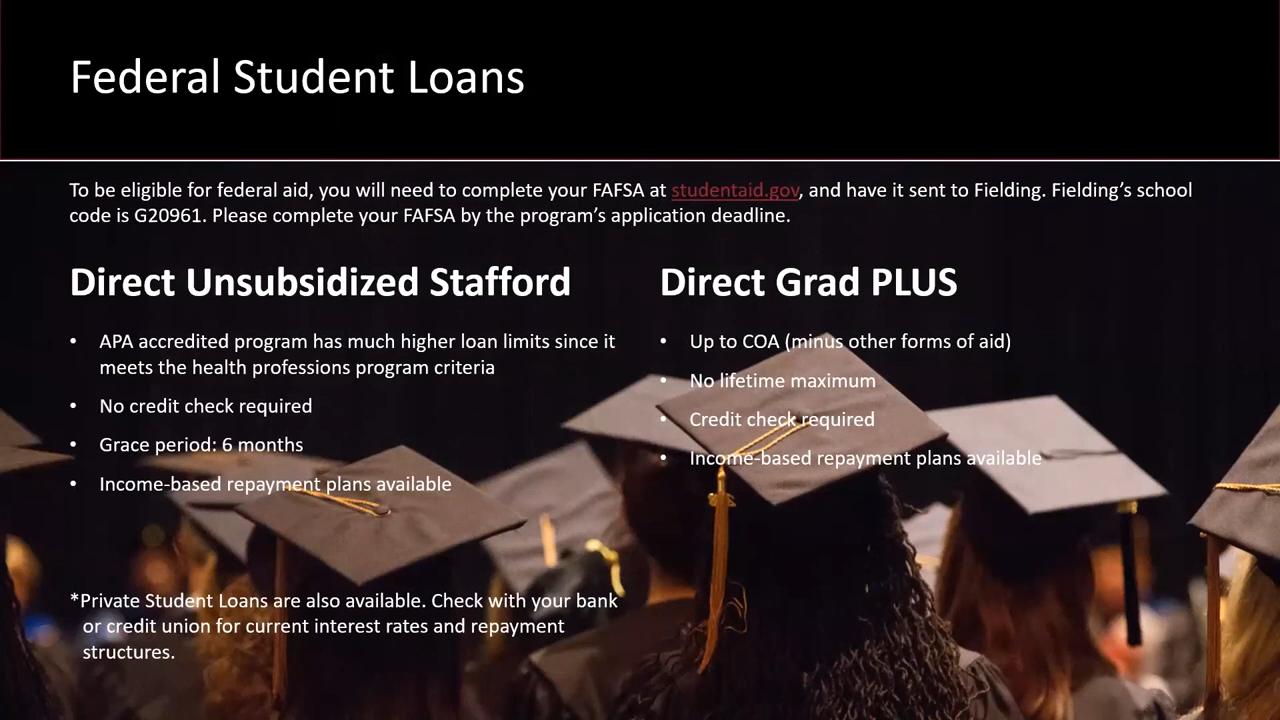 Federal Student Loans
To be eligible for federal aid, you will need to complete your FAFSA at studentaid.gov, and have it sent to Fielding. Fielding’s school
code is G20961. Please complete your FAFSA by the program’s application deadline.
Direct Unsubsidized Stafford
• APA accredited program has much higher loan limits since it
meets the health professions program criteria
• No credit check required
• Grace period: 6 months
• Income-based repayment plans available
*Private Student Loans are also available. Check with your bank
or credit union for current interest rates and repayment
structures.
Direct Grad PLUS
• Up to COA (minus other forms of aid)
• No lifetime maximum
• Credit check required
• Income-based repayment plans available